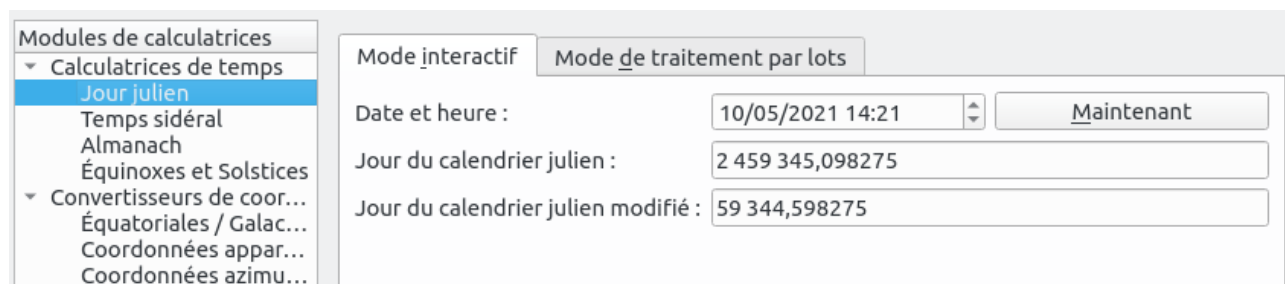 Modules de calculatrices
Calculatrices de temps
Jour julien
Temps sidéral
Almanach
Équinoxes et Solstices
Convertisseurs de coor...
Équatoriales / Galac...
Coordonnées appar...
Coordonnées azimu...
Mode interactif
Mode de traitement par lots
Date et heure :
10/05/2021 14:21
Maintenant
Jour du calendrier julien :
2 459 345,098275
Jour du calendrier julien modifié :
59 344,598275